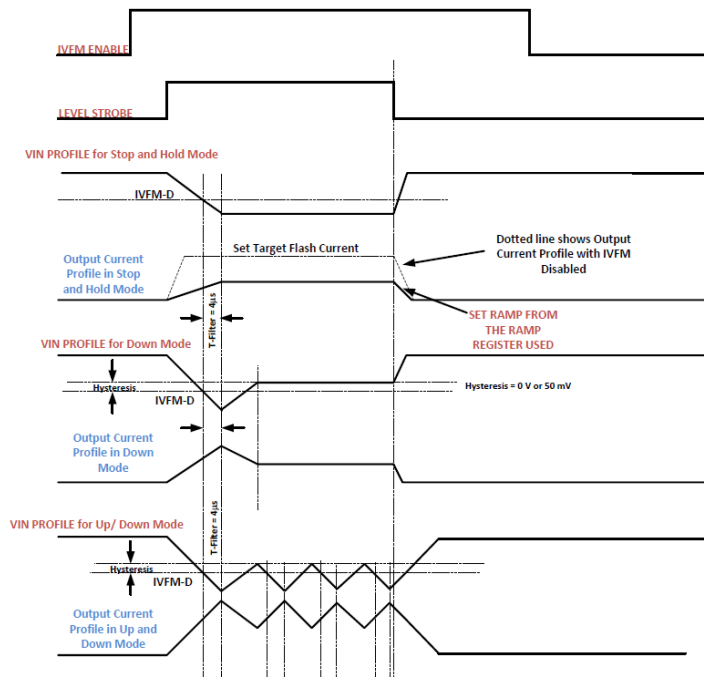 IVFM ENABLE
LEVEL STROBE
VIN PROFILE for Stop and Hold Mode
IVFM-D
Set Target Flash Current
Dotted line shows Output
Current Profile with IVFM
Disabled
Output Current
Profile in Stop
and Hold Mode
SET RAMP FROM
THE RAMP
REGISTER USED
T-Filter = 4µs
VIN PROFILE for Down Mode
Hysteresis
IVFM-D
Hysteresis = 0 V or 50 mV
Output Current
Profile in Down
Mode
T-Filter = 4µs
VIN PROFILE for Up/ Down Mode
Hysteresis
IVFM-D
Output Current
Profile in Up and
Down Mode